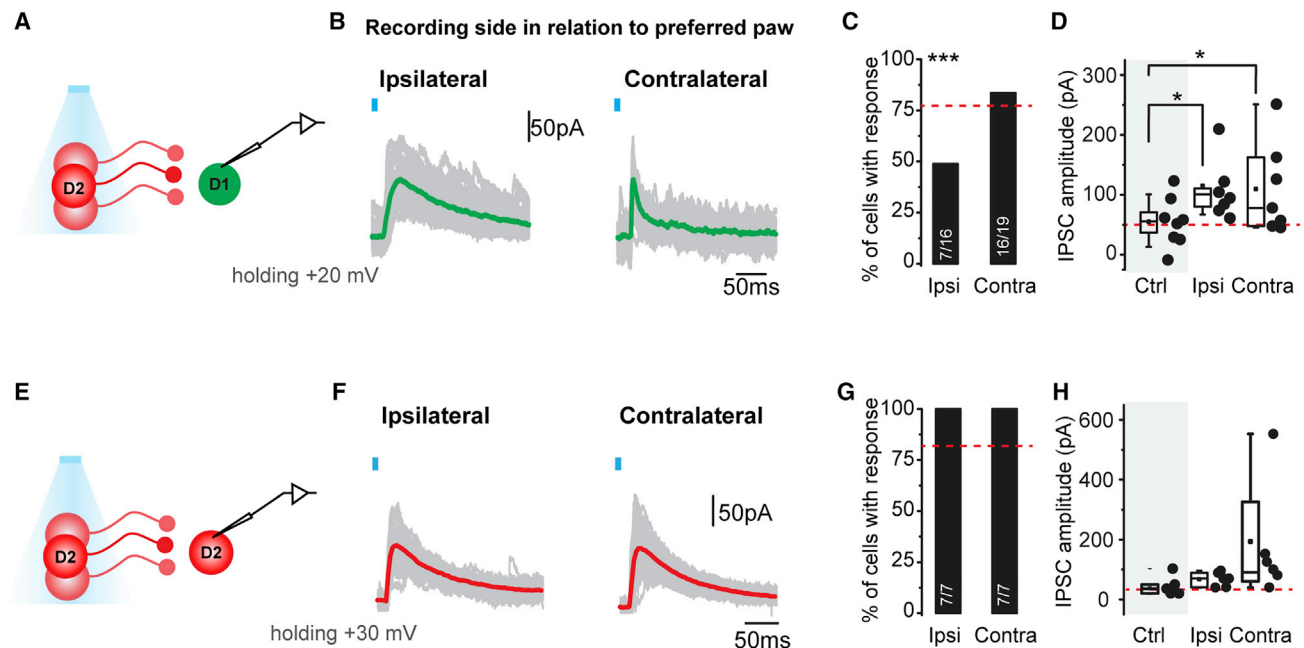 A
B
Recording side in relation to preferred paw
C
D
Ipsilateral
Contralateral
50pA
50ms
D2
D1
holding +20 mV
% of cells with response
100
75
50
25
0
***
7/16
16/19
Ipsi
Contra
IPSC amplitude (pA)
300
200
100
0
*
*
Ctrl
Ipsi
Contra
E
F
G
H
Ipsilateral
Contralateral
50pA
50ms
D2
D2
holding +30 mV
% of cells with response
100
75
50
25
0
7/7
7/7
Ipsi
Contra
IPSC amplitude (pA)
600
400
200
0
Ctrl
Ipsi
Contra